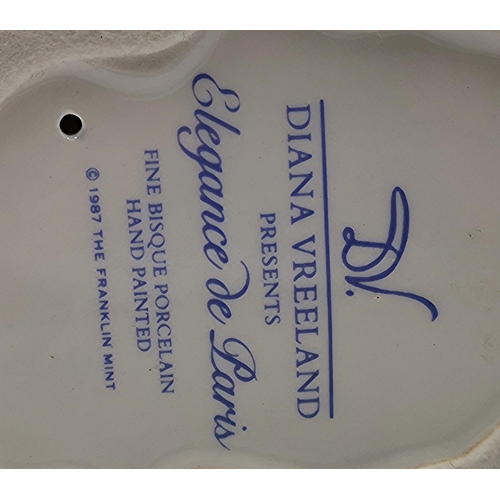 DV.
DIANA VREELAND
PRESENTS
Elegance de Paris
FINE BISQUE PORCELAIN
HAND PAINTED
© 1987 THE FRANKLIN MINT